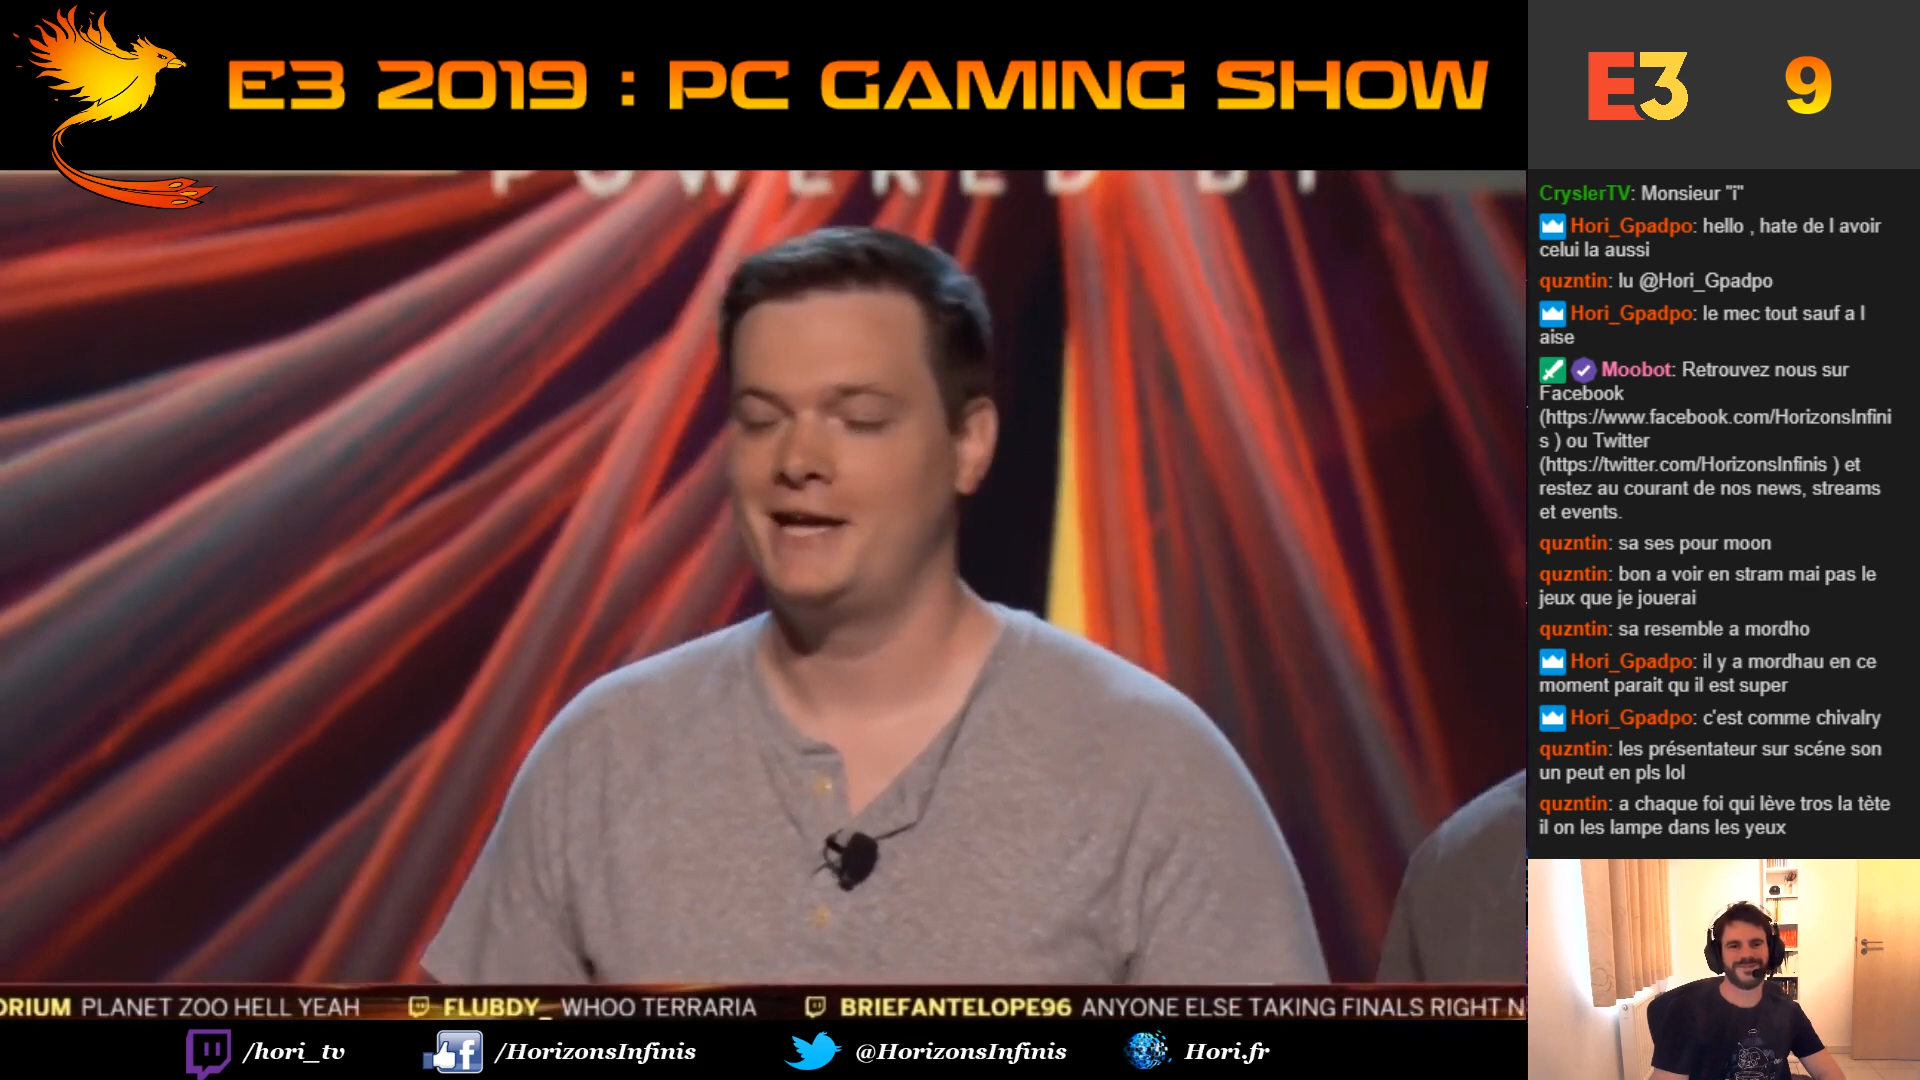 E3 2019 : PC GAMING SHOW
E3
9
POWERED BY
CryslerTV: Monsieur "i"
Hori_Gpadpo: hello , hate de l avoir
celui la aussi
quzntin: lu @Hori_Gpadpo
Hori_Gpadpo: le mec tout sauf a l
aise
Moobot: Retrouvez nous sur
Facebook
(https://www.facebook.com/HorizonsInfini
s ) ou Twitter
(https://twitter.com/HorizonsInfinis ) et
restez au courant de nos news, streams
et events.
quzntin: sa ses pour moon
quzntin: bon a voir en stram mai pas le
jeux que je jouerai
quzntin: sa resemble a mordho
Hori_Gpadpo: il y a mordhau en ce
moment parait qu il est super
Hori_Gpadpo: c'est comme chivalry
quzntin: les présentateur sur scéne son
un peut en pls lol
quzntin: a chaque foi qui lève tros la tète
il on les lampe dans les yeux
ORIUM PLANET ZOO HELL YEAH FLUBDY_ WHOO TERRARIA BRIEFANTELOPE96 ANYONE ELSE TAKING FINALS RIGHT N
/hori_tv /HorizonsInfinis @HorizonsInfinis Hori.fr